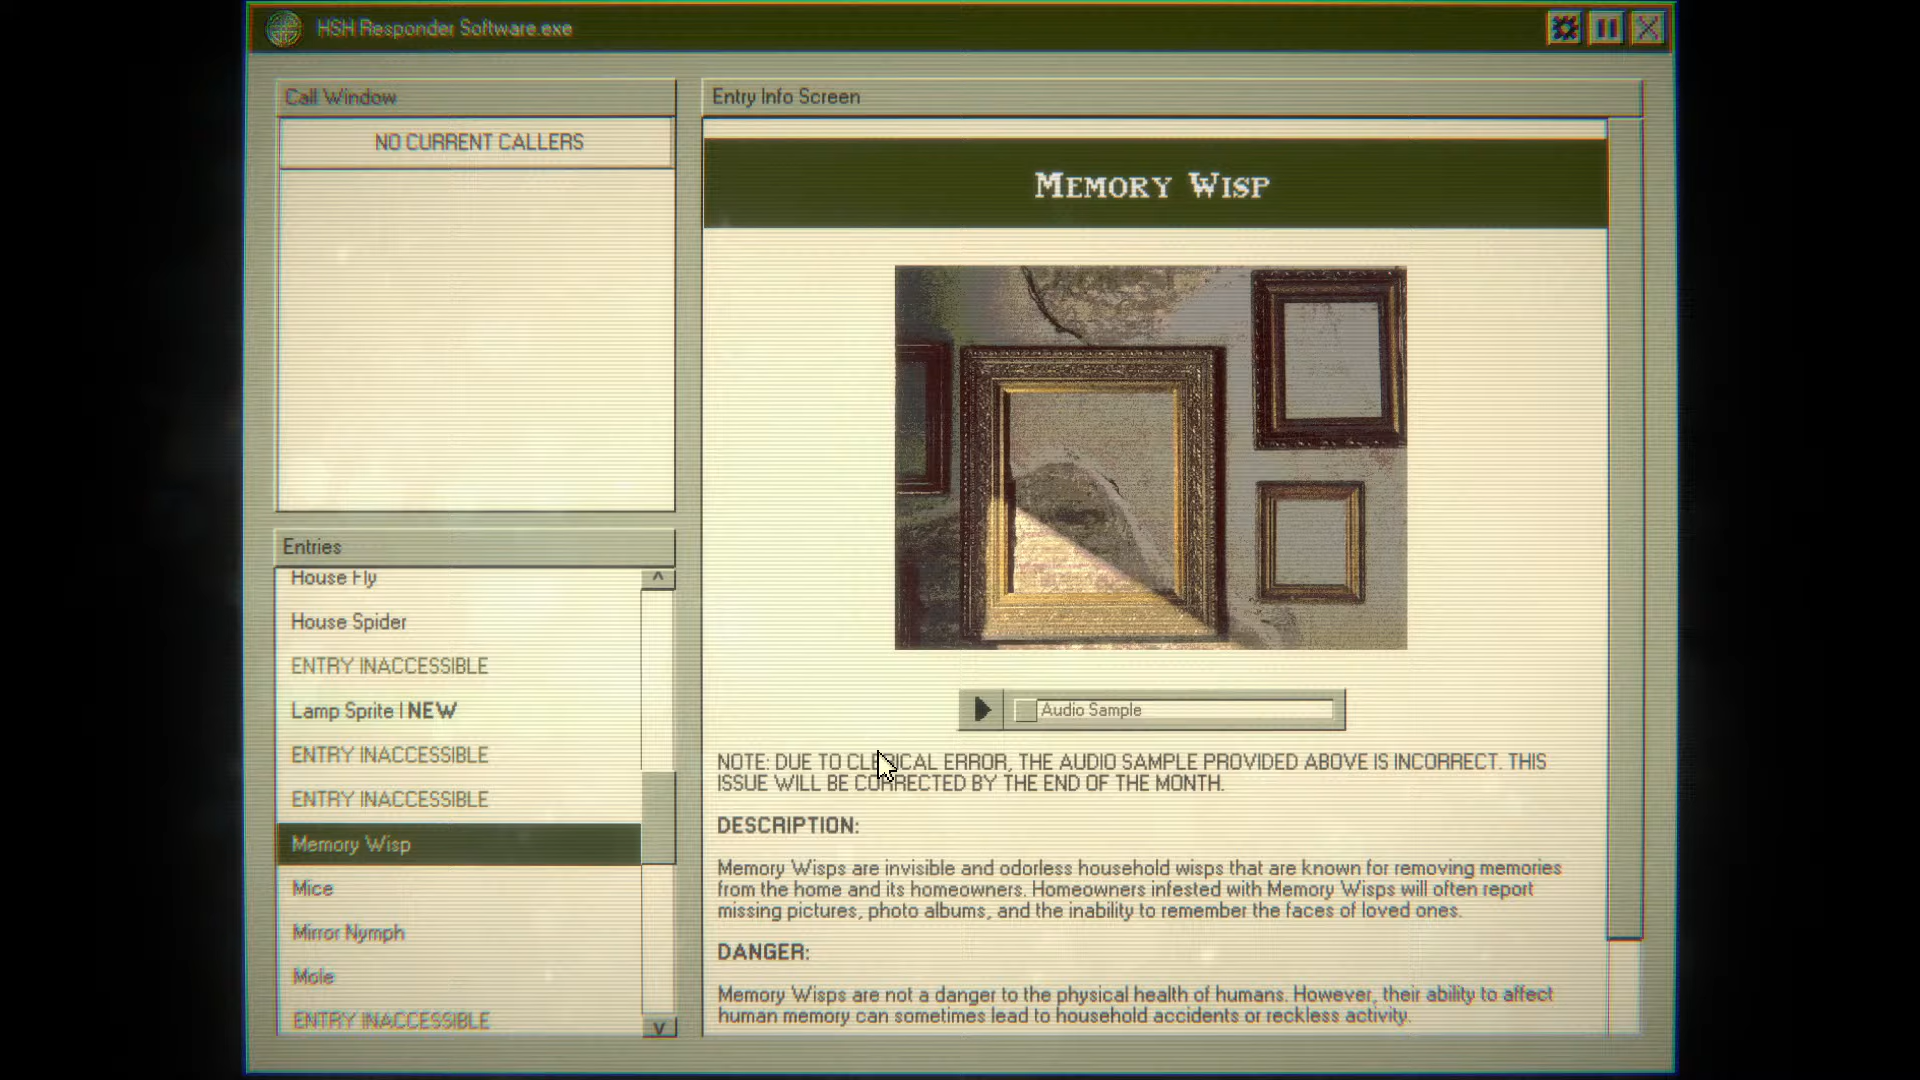 HSH Responder Software.exe
Call Window
NO CURRENT CALLERS
Entries
House Fly
House Spider
ENTRY INACCESSIBLE
Lamp Sprite | NEW
ENTRY INACCESSIBLE
ENTRY INACCESSIBLE
Memory Wisp
Mice
Mirror Nymph
Mole
ENTRY INACCESSIBLE
Entry Info Screen
Memory Wisp
Audio Sample
NOTE: DUE TO CLERICAL ERROR, THE AUDIO SAMPLE PROVIDED ABOVE IS INCORRECT. THIS
ISSUE WILL BE CORRECTED BY THE END OF THE MONTH.
DESCRIPTION:
Memory Wisps are invisible and odorless household wisps that are known for removing memories
from the home and its homeowners. Homeowners infested with Memory Wisps will often report
missing pictures, photo albums, and the inability to remember the faces of loved ones.
DANGER:
Memory Wisps are not a danger to the physical health of humans. However, their ability to affect
human memory can sometimes lead to household accidents or reckless activity.